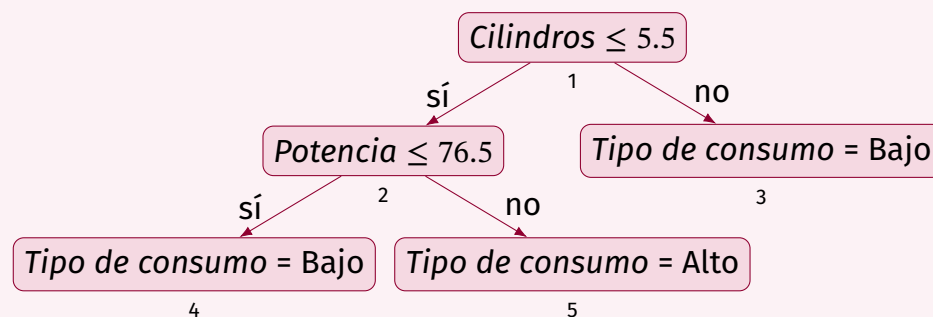 Cilindros ≤ 5.5
1
sí
no
Potencia ≤ 76.5
2
Tipo de consumo = Bajo
3
sí
no
Tipo de consumo = Bajo
4
Tipo de consumo = Alto
5